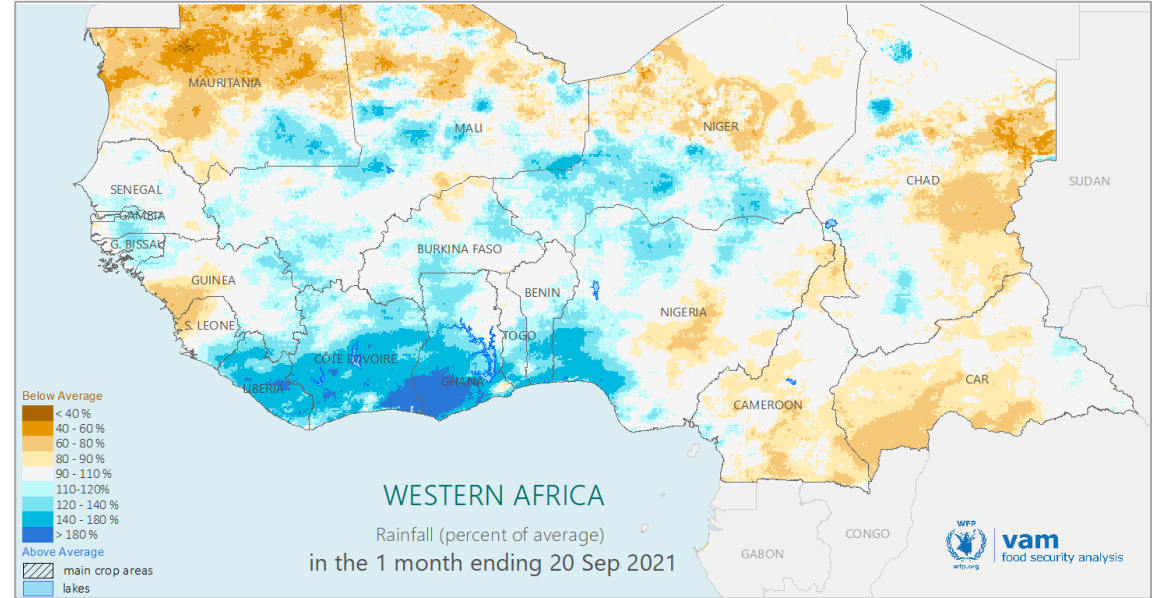 MAURITANIA
MALI
NIGER
CHAD
SUDAN
SENEGAL
GAMBIA
G. BISSAU
GUINEA
S. LEONE
LIBERIA
CÔTE D'IVOIRE
BURKINA FASO
GHANA
TOGO
BENIN
NIGERIA
CAMEROON
CAR
GABON
CONGO
Below Average
< 40 %
40 - 60 %
60 - 80 %
80 - 90 %
90 - 110 %
110-120%
120 - 140 %
140 - 180 %
> 180 %
Above Average
main crop areas
lakes
WESTERN AFRICA
Rainfall (percent of average)
in the 1 month ending 20 Sep 2021
WFP
wfp.org
vam
food security analysis